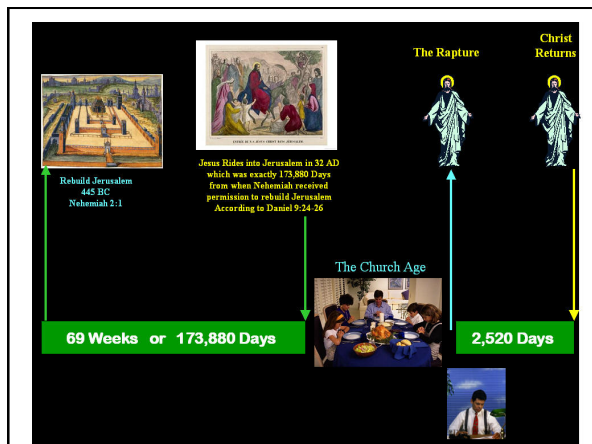 The Rapture
Christ
Returns
Rebuild Jerusalem
445 BC
Nehemiah 2:1
Jesus Rides into Jerusalem in 32 AD
which was exactly 173,880 Days
from when Nehemiah received
permission to rebuild Jerusalem
According to Daniel 9:24-26
The Church Age
69 Weeks or 173,880 Days
2,520 Days